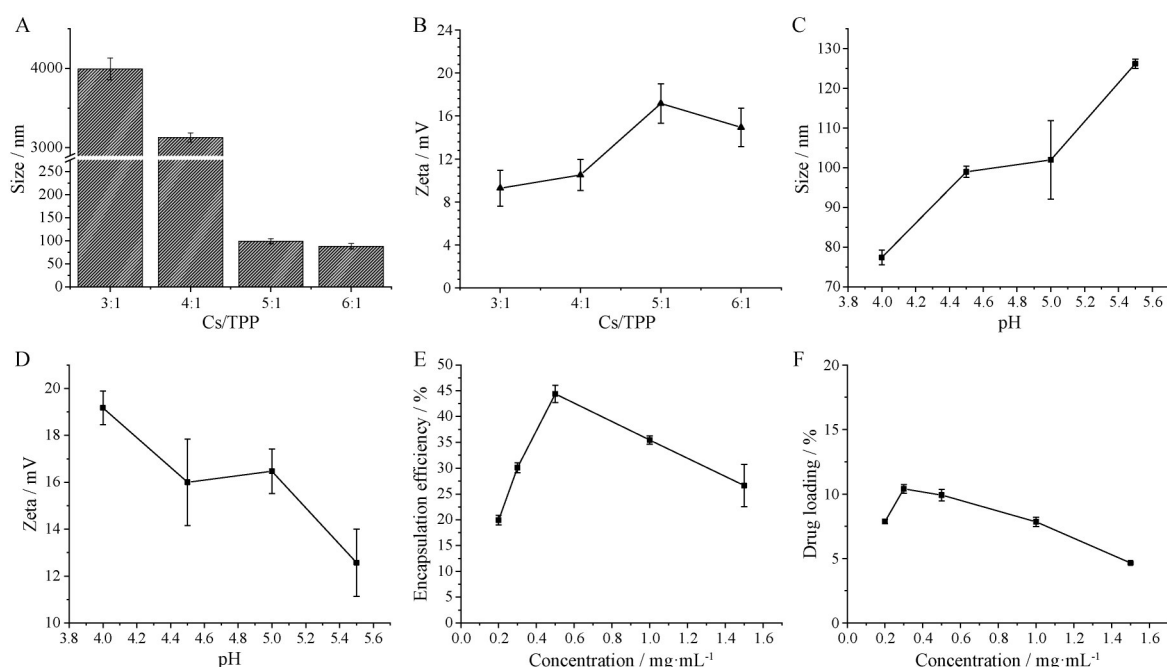 A
Size / nm
4000
3000
250
200
150
100
50
0
3:1 4:1 5:1 6:1
Cs/TPP
B
Zeta / mV
24
20
16
12
8
4
0
3:1 4:1 5:1 6:1
Cs/TPP
C
Size / nm
130
120
110
100
90
80
70
3.8 4.0 4.2 4.4 4.6 4.8 5.0 5.2 5.4 5.6
pH
D
Zeta / mV
20
18
16
14
12
10
3.8 4.0 4.2 4.4 4.6 4.8 5.0 5.2 5.4 5.6
pH
E
Encapsulation efficiency / %
50
45
40
35
30
25
20
15
10
5
0
0.0 0.2 0.4 0.6 0.8 1.0 1.2 1.4 1.6
Concentration / mg·mL⁻¹
F
Drug loading / %
20
15
10
5
0
0.0 0.2 0.4 0.6 0.8 1.0 1.2 1.4 1.6
Concentration / mg·mL⁻¹